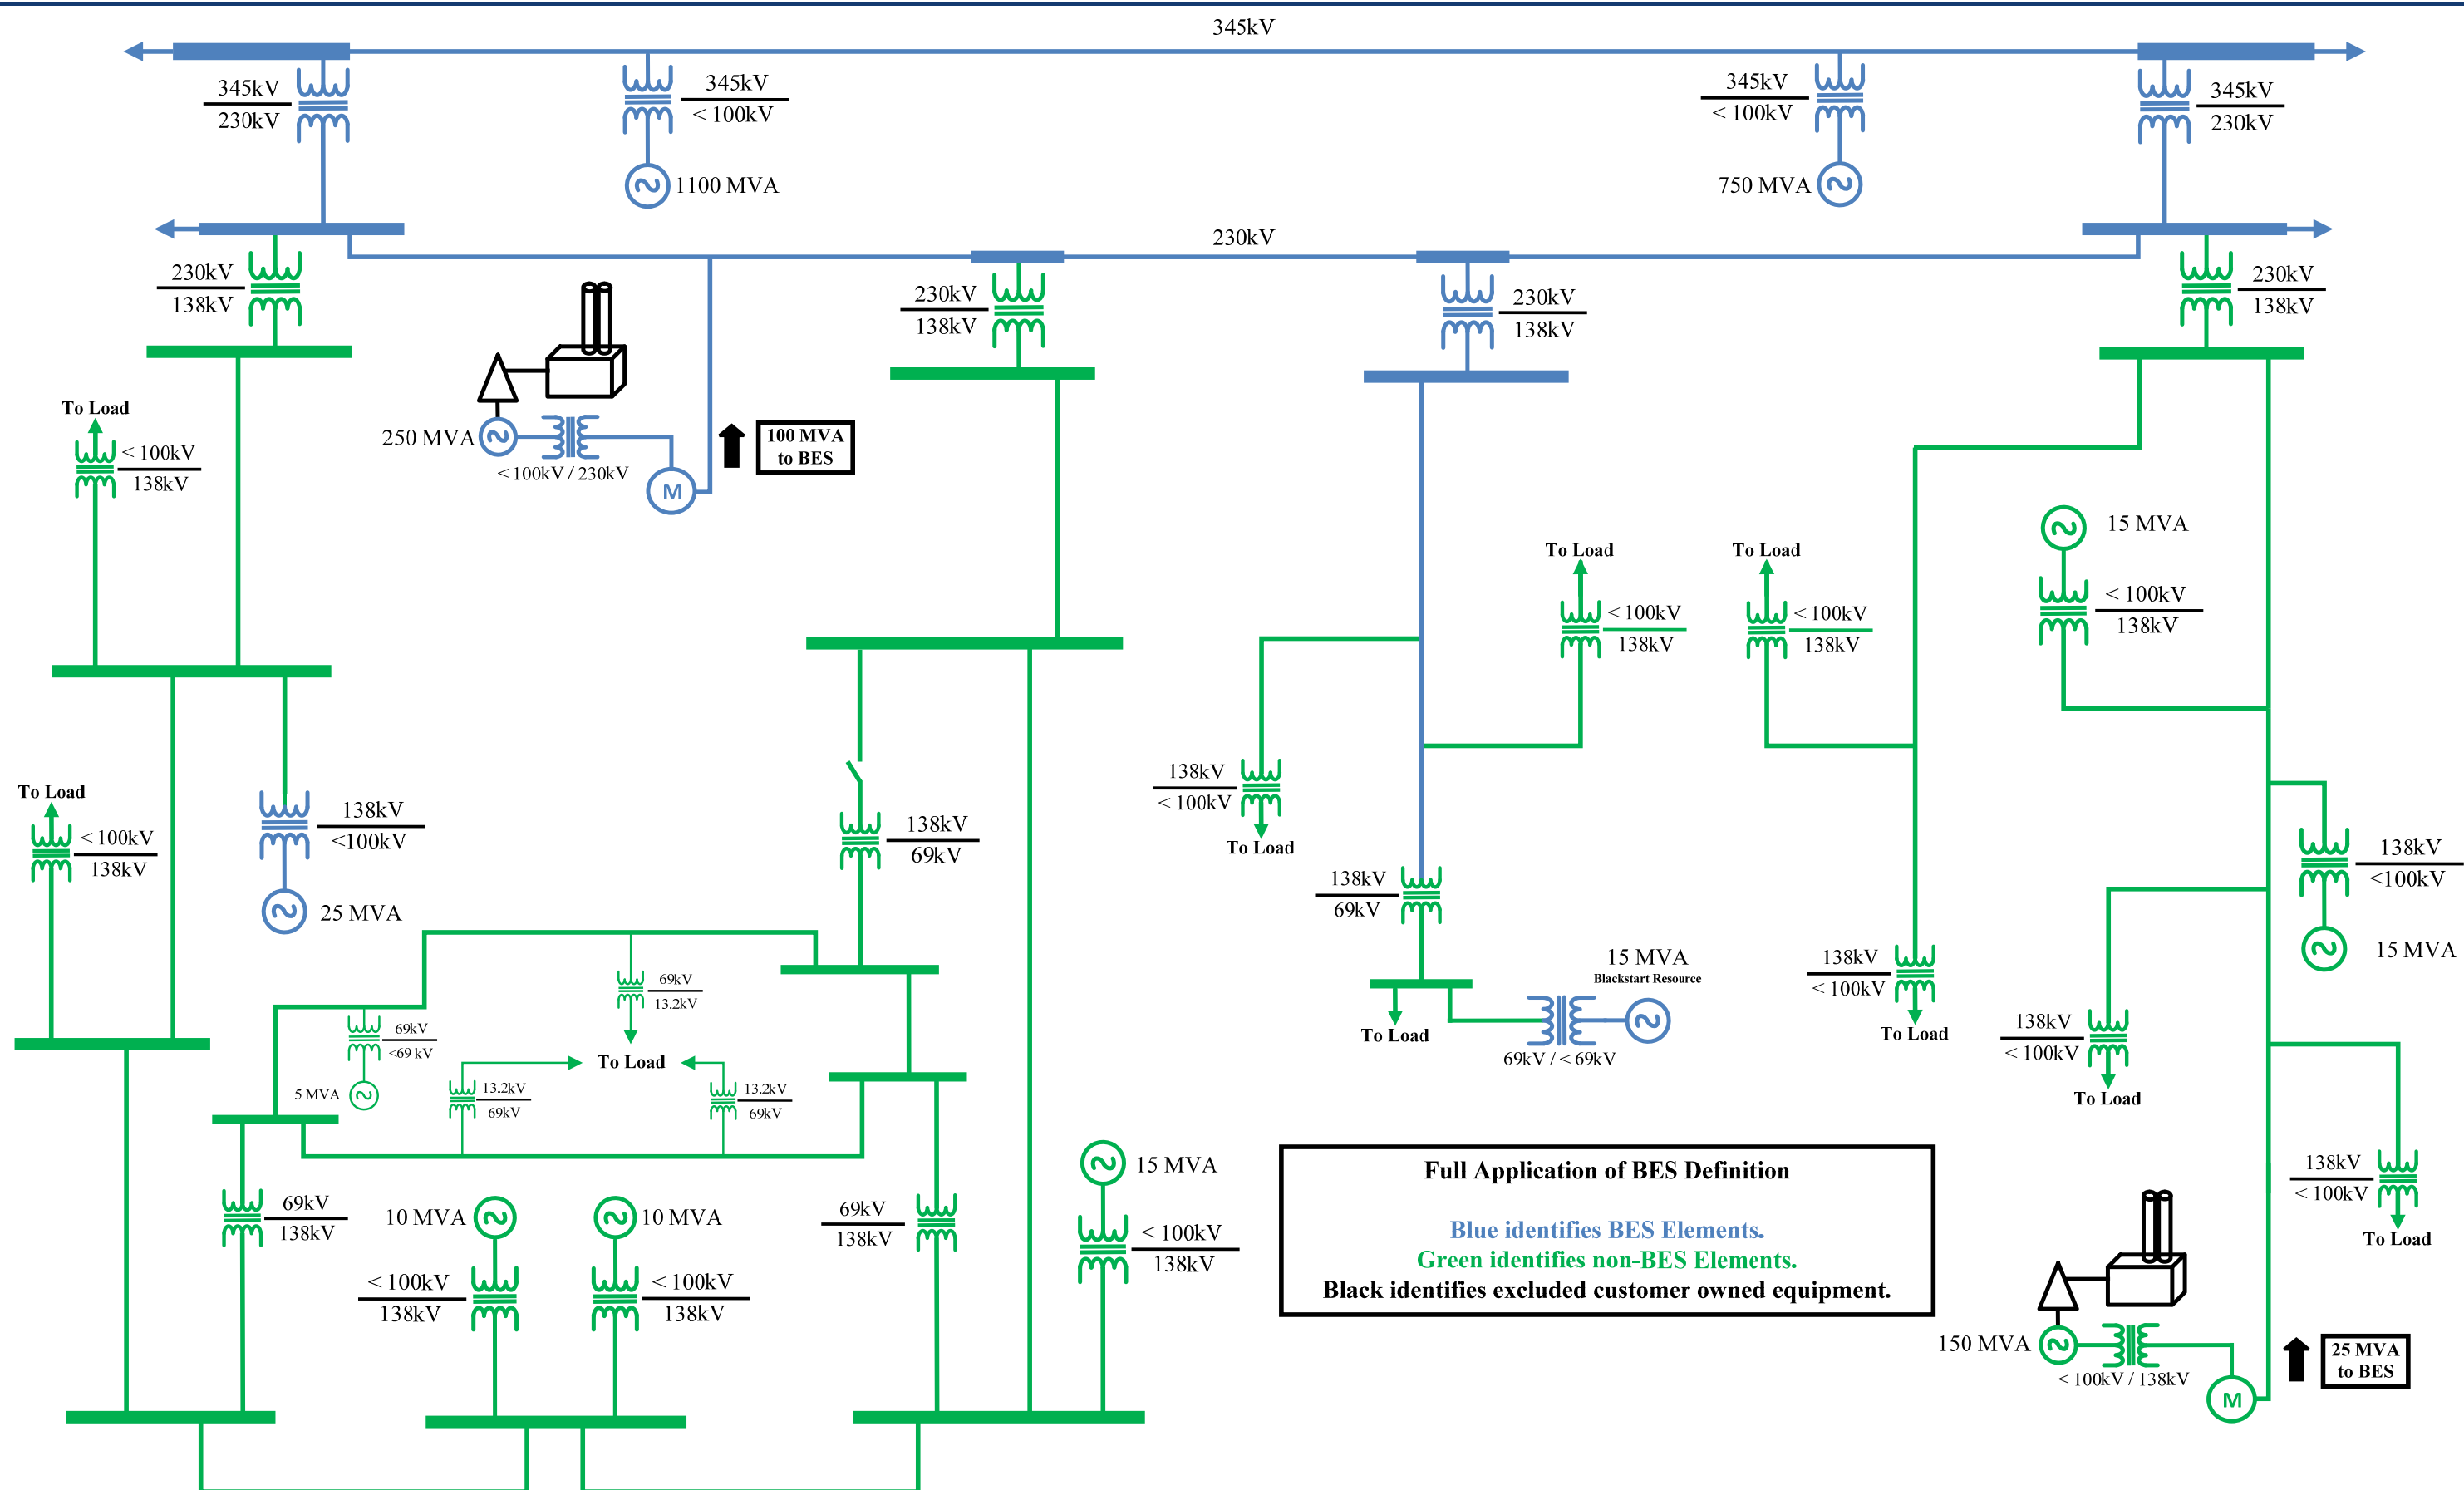 345kV
345kV
230kV
345kV
< 100kV
1100 MVA
345kV
< 100kV
750 MVA
345kV
230kV
230kV
230kV
138kV
230kV
138kV
230kV
138kV
230kV
138kV
To Load
< 100kV
138kV
250 MVA
< 100kV / 230kV
M
100 MVA
to BES
To Load
< 100kV
138kV
To Load
< 100kV
138kV
15 MVA
< 100kV
138kV
To Load
< 100kV
138kV
138kV
<100kV
25 MVA
138kV
69kV
138kV
< 100kV
To Load
138kV
69kV
To Load
15 MVA
Blackstart Resource
69kV / < 69kV
138kV
< 100kV
To Load
138kV
<100kV
15 MVA
138kV
< 100kV
To Load
69kV
13.2kV
69kV
<69 kV
5 MVA
To Load
13.2kV
69kV
13.2kV
69kV
69kV
138kV
10 MVA
< 100kV
138kV
10 MVA
< 100kV
138kV
69kV
138kV
15 MVA
< 100kV
138kV
Full Application of BES Definition
Blue identifies BES Elements.
Green identifies non-BES Elements.
Black identifies excluded customer owned equipment.
138kV
< 100kV
To Load
150 MVA
< 100kV / 138kV
M
25 MVA
to BES